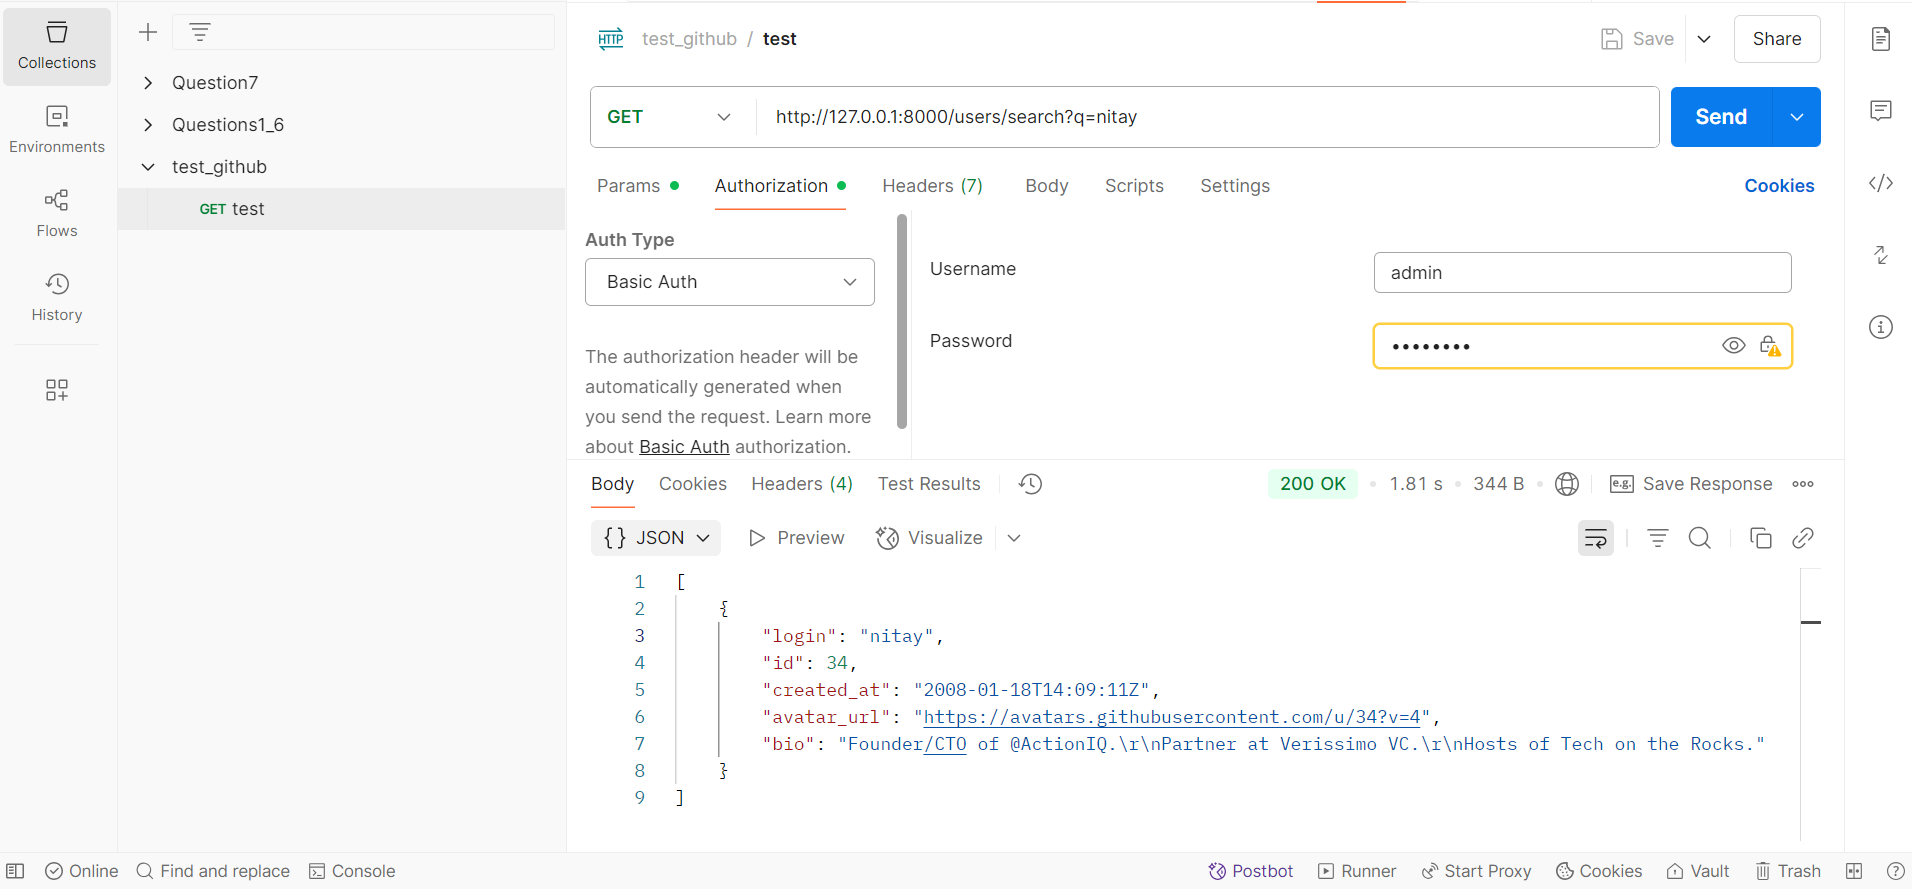 Collections
Environments
Flows
History
Question7
Questions1_6
test_github
GET test
HTTP test_github / test
Save
Share
GET
http://127.0.0.1:8000/users/search?q=nitay
Send
Params
Authorization
Headers (7)
Body
Scripts
Settings
Cookies
Auth Type
Basic Auth
The authorization header will be
automatically generated when
you send the request. Learn more
about Basic Auth authorization.
Username
admin
Password
••••••••
Body
Cookies
Headers (4)
Test Results
200 OK
1.81 s
344 B
e.g. Save Response
{} JSON
Preview
Visualize
1 [
2 {
3 "login": "nitay",
4 "id": 34,
5 "created_at": "2008-01-18T14:09:11Z",
6 "avatar_url": "https://avatars.githubusercontent.com/u/34?v=4",
7 "bio": "Founder/CTO of @ActionIQ.\r\nPartner at Verissimo VC.\r\nHosts of Tech on the Rocks."
8 }
9 ]
Online
Find and replace
Console
Postbot
Runner
Start Proxy
Cookies
Vault
Trash